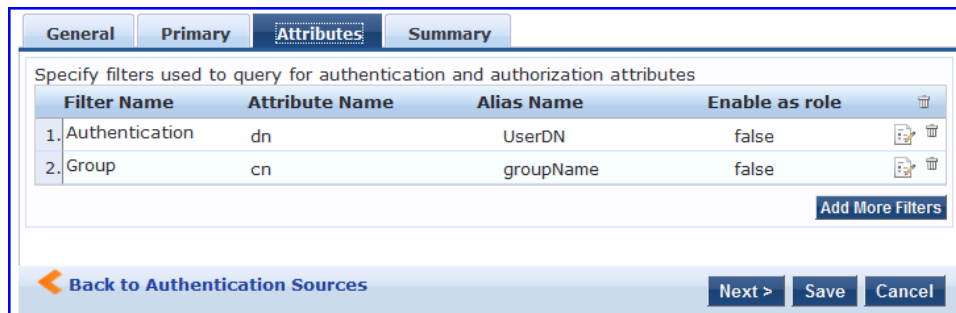 General Primary Attributes Summary
Specify filters used to query for authentication and authorization attributes
Filter Name Attribute Name Alias Name Enable as role
1. Authentication dn UserDN false
2. Group cn groupName false
Add More Filters
Back to Authentication Sources Next > Save Cancel